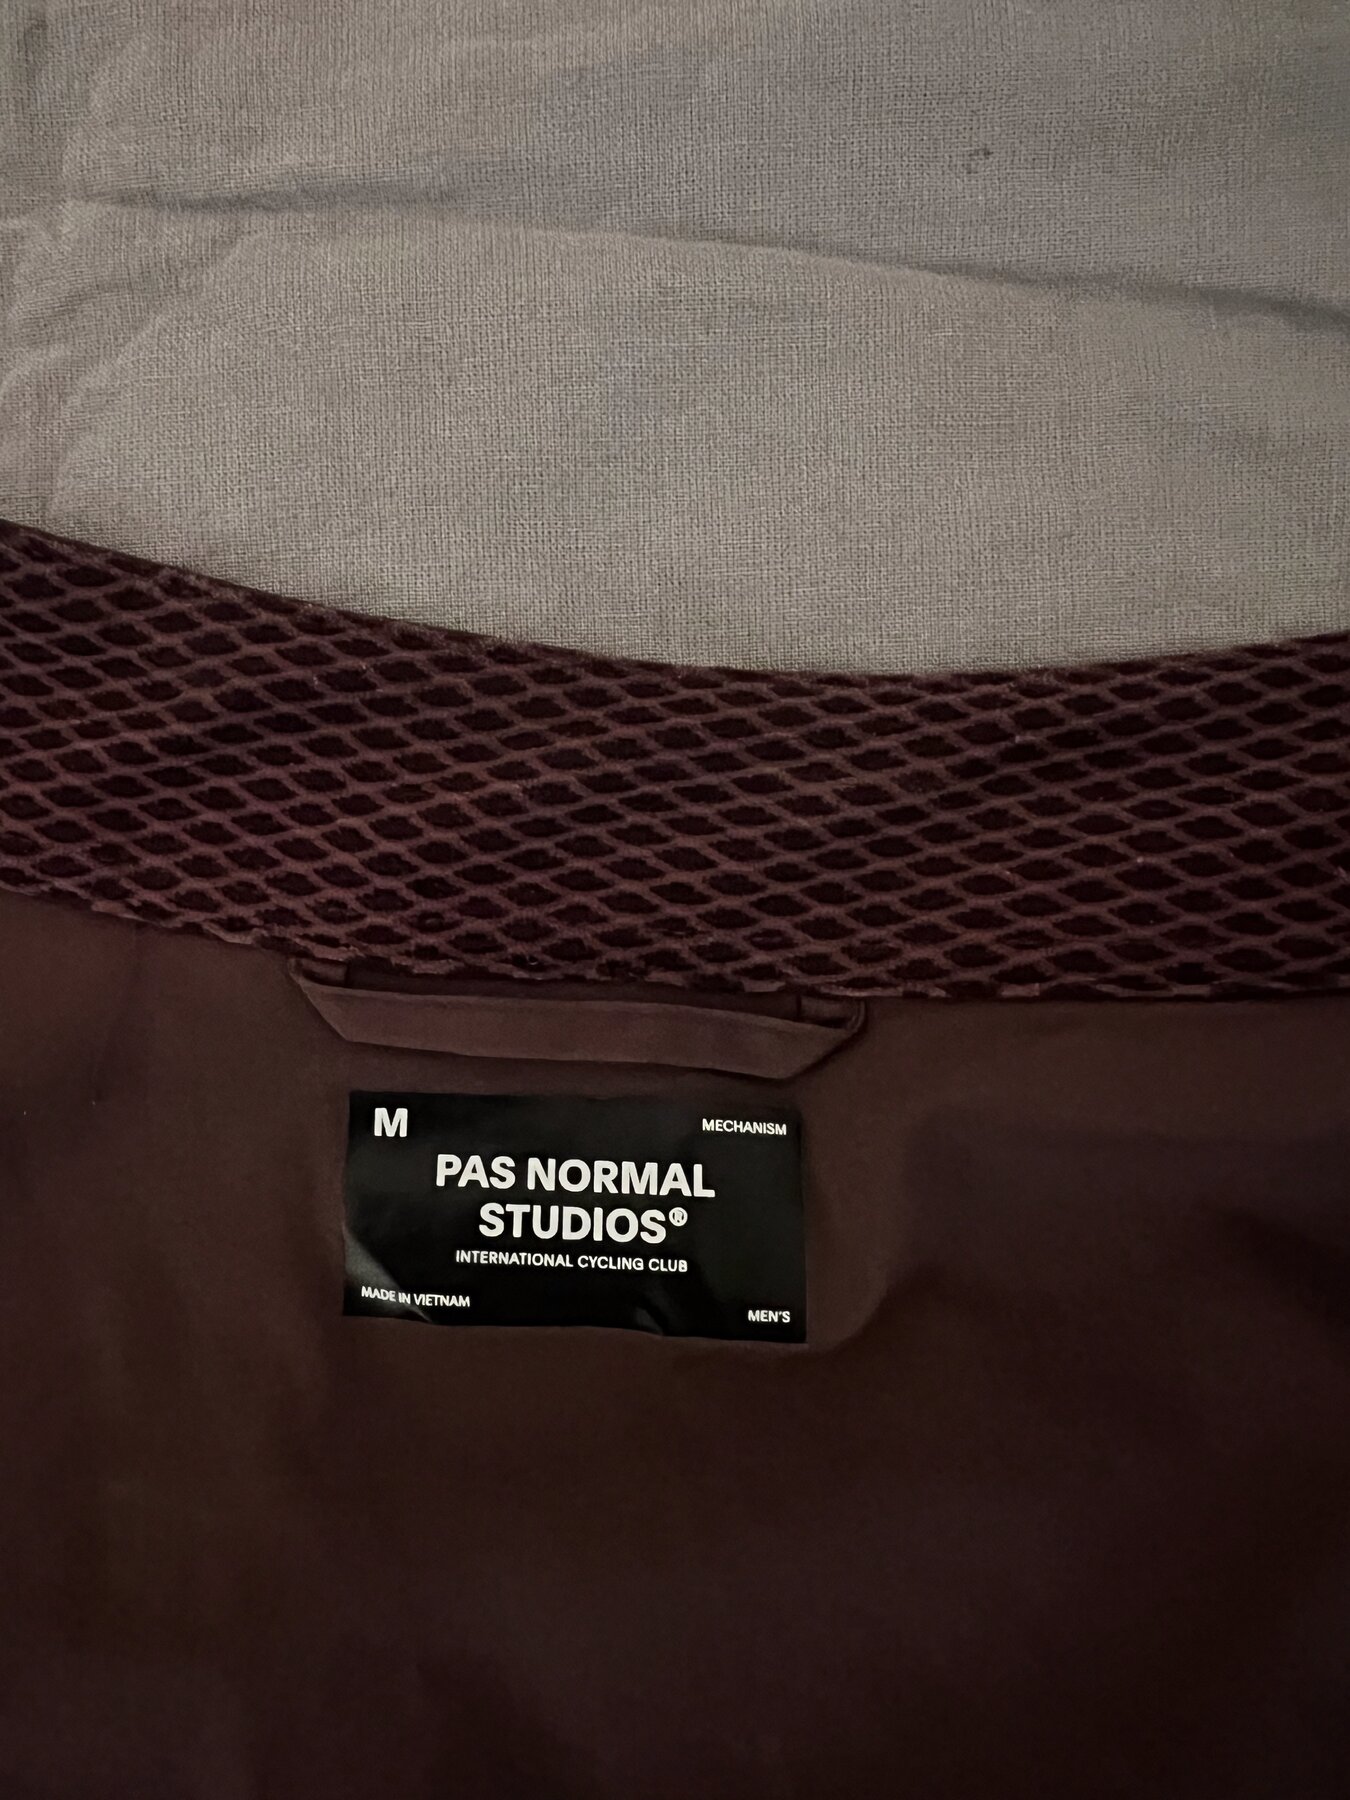 M
MECHANISM
PAS NORMAL
STUDIOS®
INTERNATIONAL CYCLING CLUB
MADE IN VIETNAM
MEN'S